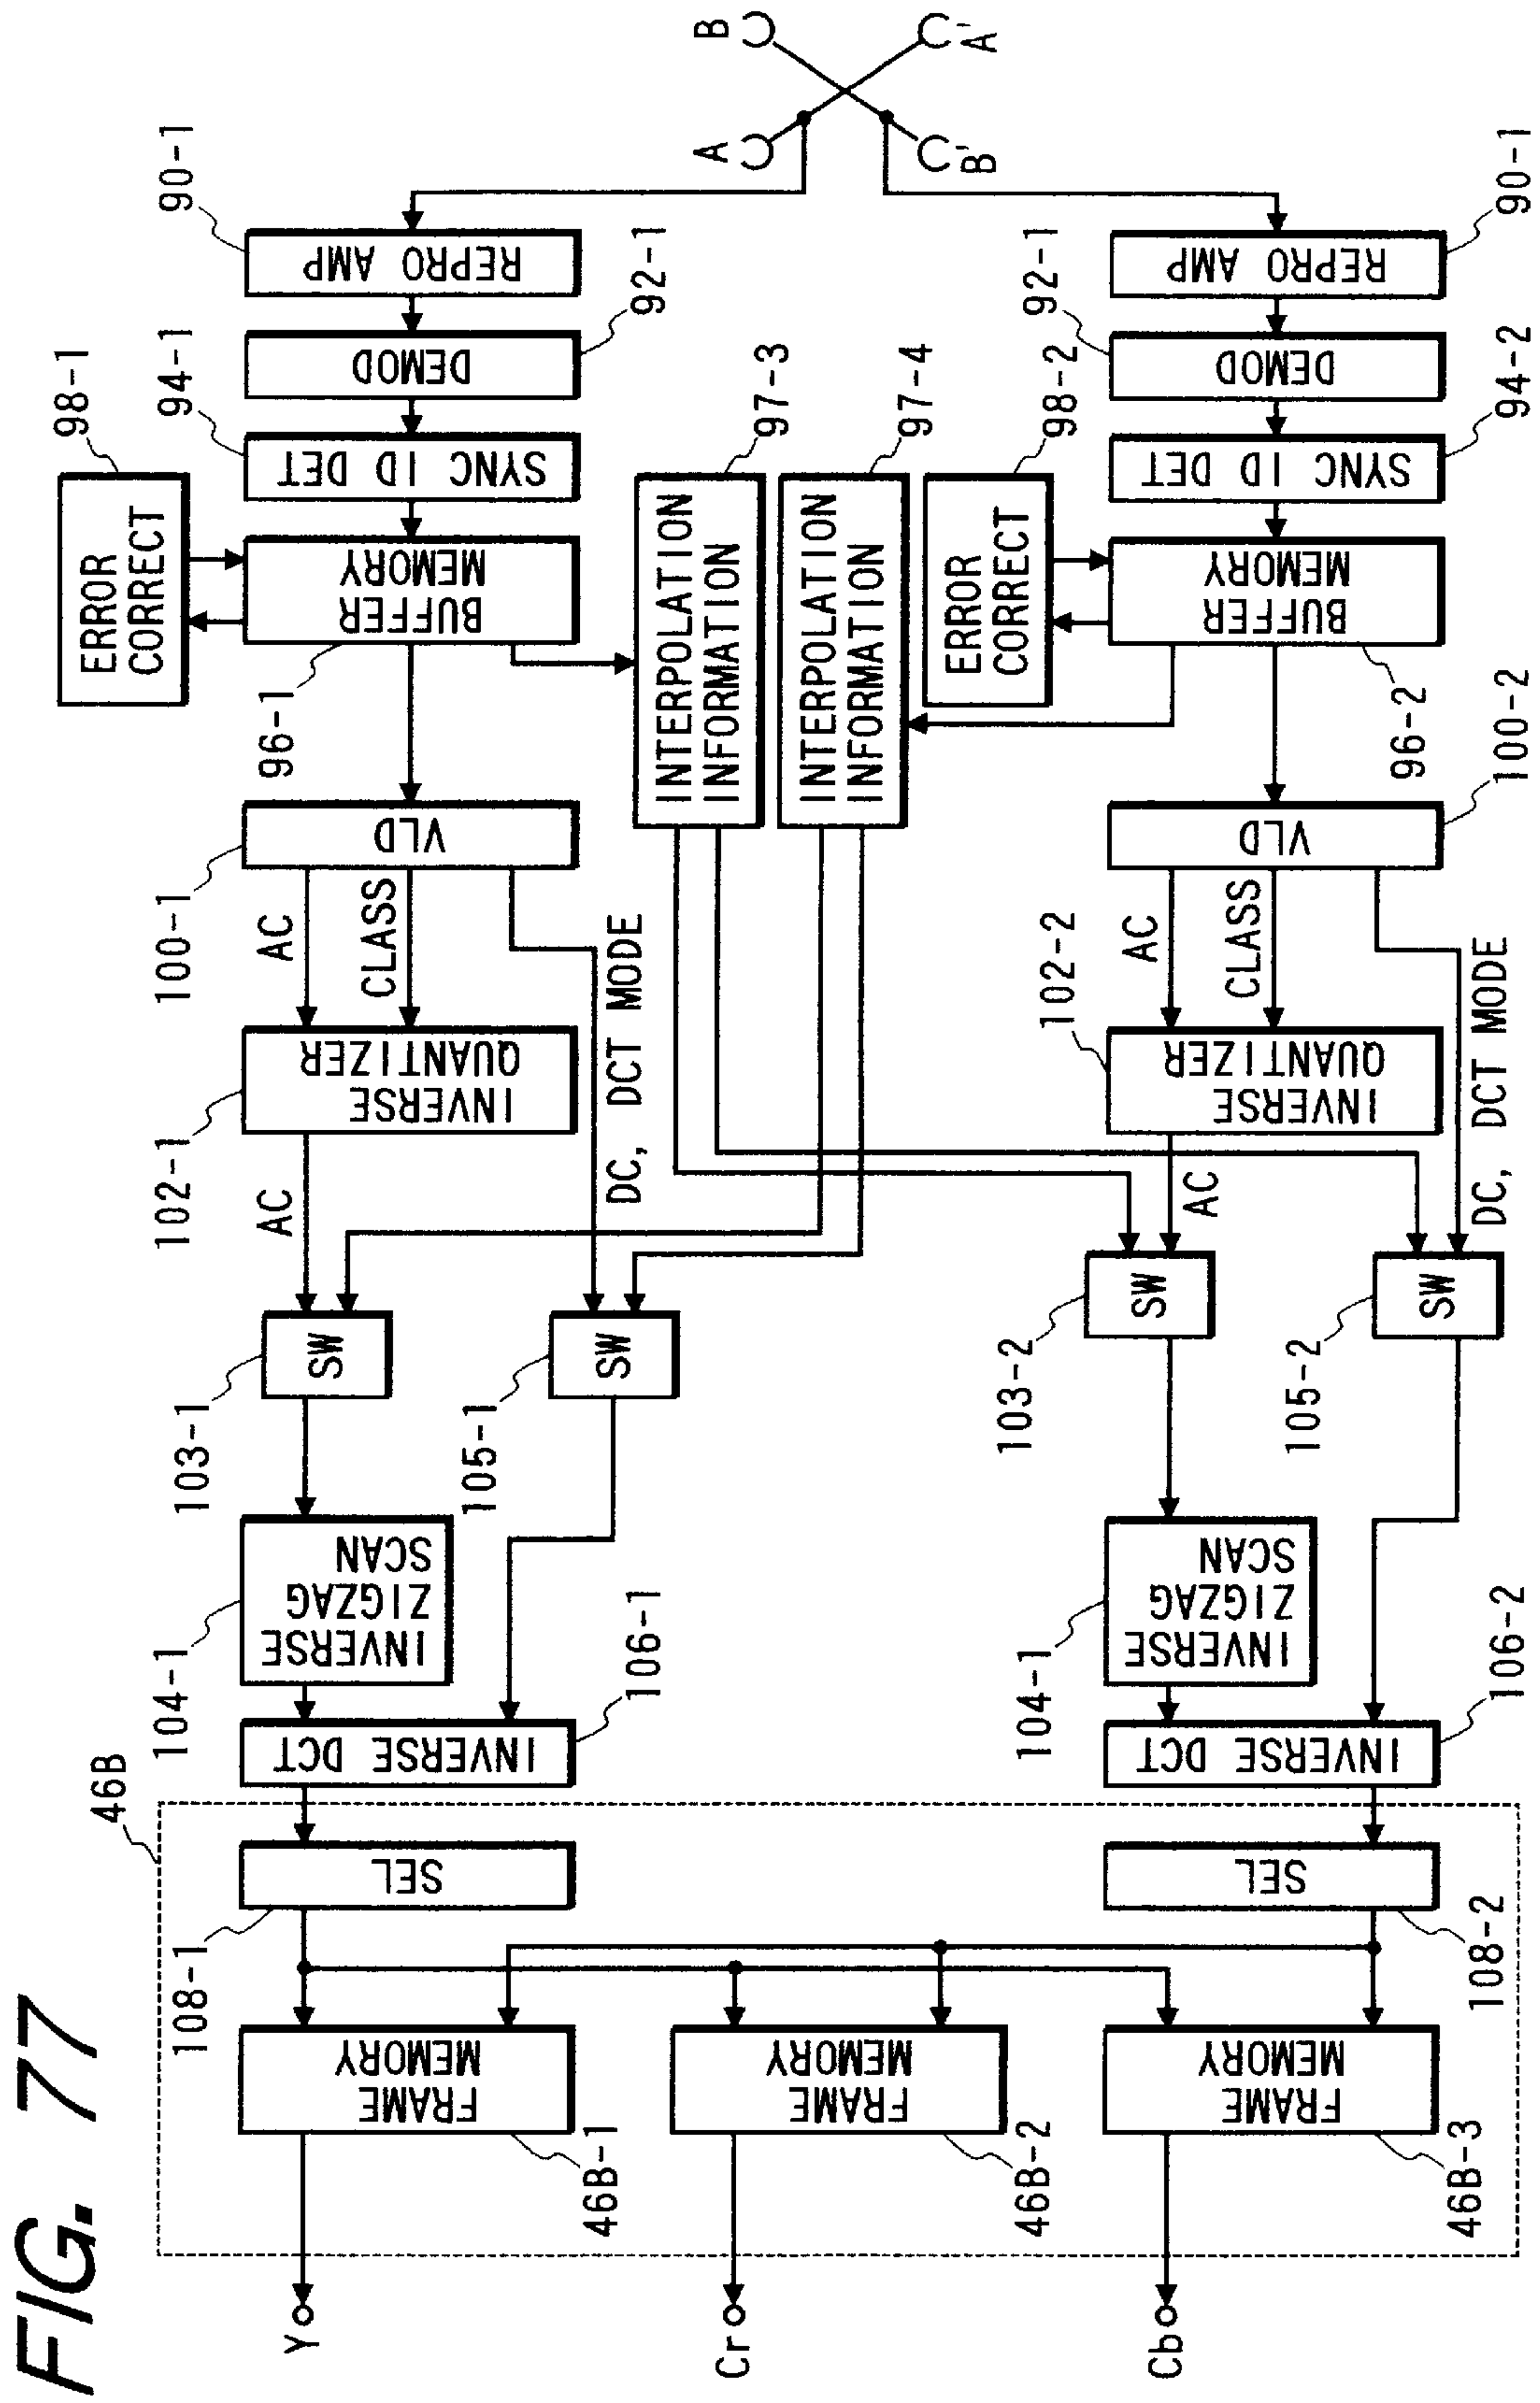 FIG. 77
46B
Y
Cr
Cb
FRAME
MEMORY
46B-1
FRAME
MEMORY
46B-2
FRAME
MEMORY
46B-3
108-1
SEL
108-2
SEL
INVERSE DCT
106-1
INVERSE DCT
106-2
104-1
INVERSE
ZIGZAG
SCAN
104-1
INVERSE
ZIGZAG
SCAN
103-1
SW
105-1
SW
103-2
SW
105-2
SW
AC
DC, DCT MODE
AC
DC, DCT MODE
102-1
INVERSE
QUANTIZER
102-2
INVERSE
QUANTIZER
AC
CLASS
AC
CLASS
100-1
VLD
100-2
VLD
96-1
BUFFER
MEMORY
96-2
BUFFER
MEMORY
ERROR
CORRECT
98-1
INTERPOLATION
INFORMATION
97-3
INTERPOLATION
INFORMATION
97-4
ERROR
CORRECT
98-2
94-1
SYNC ID DET
94-2
SYNC ID DET
DEMOD
92-1
DEMOD
92-1
90-1
REPRO AMP
90-1
REPRO AMP
A
B
B'
A'